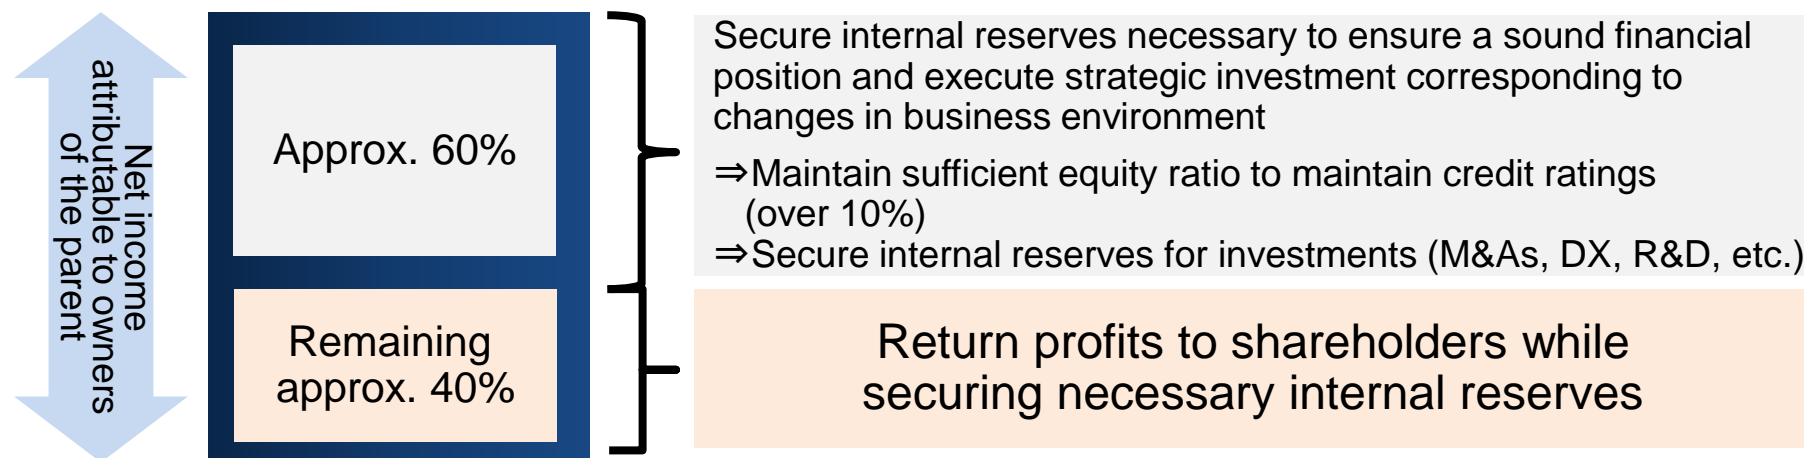 Net income
attributable to owners
of the parent
Approx. 60%
Secure internal reserves necessary to ensure a sound financial
position and execute strategic investment corresponding to
changes in business environment
⇒Maintain sufficient equity ratio to maintain credit ratings
(over 10%)
⇒Secure internal reserves for investments (M&As, DX, R&D, etc.)
Remaining
approx. 40%
Return profits to shareholders while
securing necessary internal reserves